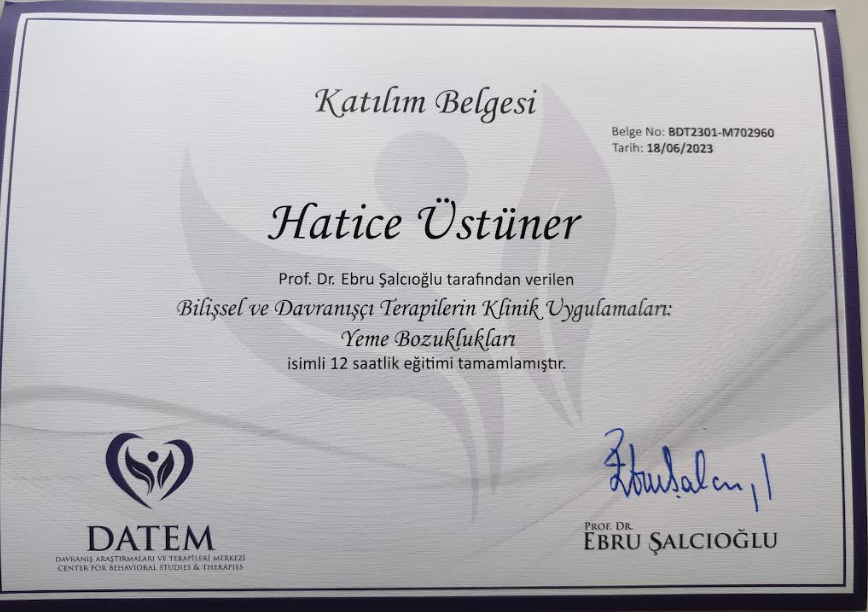 Katılım Belgesi
Belge No: BDT2301-M702960
Tarih: 18/06/2023
Hatice Üstüner
Prof. Dr. Ebru Şalcıoğlu tarafından verilen
Bilişsel ve Davranışçı Terapilerin Klinik Uygulamaları:
Yeme Bozuklukları
isimli 12 saatlik eğitimi tamamlamıştır.
DATEM
DAVRANIŞ ARAŞTIRMALARI VE TERAPİLERİ MERKEZİ
CENTER FOR BEHAVIORAL STUDIES & THERAPIES
PROF. DR.
EBRU ŞALCIOĞLU